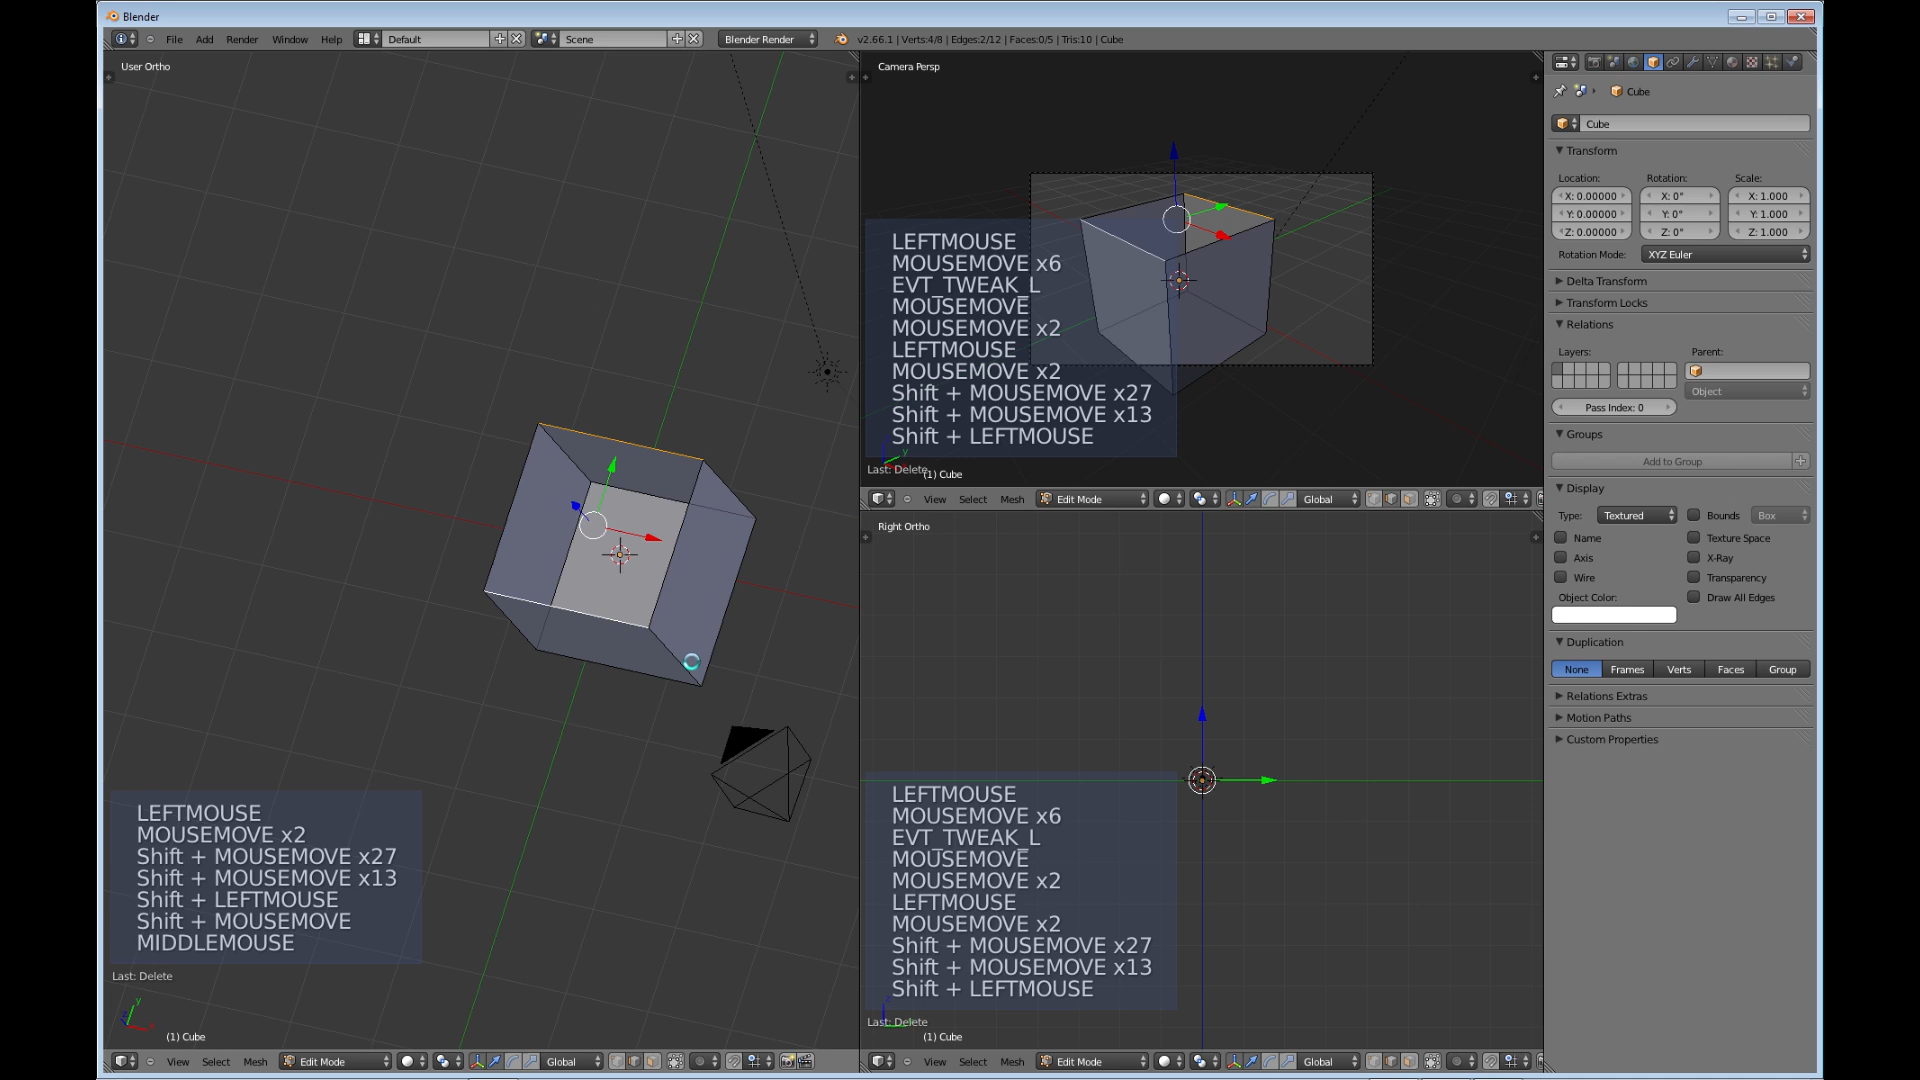 Blender
File Add Render Window Help Default Scene Blender Render v2.66.1 | Verts:4/8 | Edges:2/12 | Faces:0/5 | Tris:10 | Cube
User Ortho
LEFTMOUSE
MOUSEMOVE x2
Shift + MOUSEMOVE x27
Shift + MOUSEMOVE x13
Shift + LEFTMOUSE
Shift + MOUSEMOVE
MIDDLEMOUSE
Last: Delete
y
x
(1) Cube
View Select Mesh Edit Mode Global
Camera Persp
LEFTMOUSE
MOUSEMOVE x6
EVT_TWEAK_L
MOUSEMOVE
MOUSEMOVE x2
LEFTMOUSE
MOUSEMOVE x2
Shift + MOUSEMOVE x27
Shift + MOUSEMOVE x13
Shift + LEFTMOUSE
y
Last: Delete
(1) Cube
View Select Mesh Edit Mode Global
Right Ortho
LEFTMOUSE
MOUSEMOVE x6
EVT_TWEAK_L
MOUSEMOVE
MOUSEMOVE x2
LEFTMOUSE
MOUSEMOVE x2
Shift + MOUSEMOVE x27
Shift + MOUSEMOVE x13
Shift + LEFTMOUSE
Last: Delete
(1) Cube
View Select Mesh Edit Mode Global
Cube
Cube
Transform
Location: Rotation: Scale:
X: 0.00000 X: 0° X: 1.000
Y: 0.00000 Y: 0° Y: 1.000
Z: 0.00000 Z: 0° Z: 1.000
Rotation Mode: XYZ Euler
Delta Transform
Transform Locks
Relations
Layers: Parent:
Object
Pass Index: 0
Groups
Add to Group
Display
Type: Textured Bounds Box
Name Texture Space
Axis X-Ray
Wire Transparency
Object Color: Draw All Edges
Duplication
None Frames Verts Faces Group
Relations Extras
Motion Paths
Custom Properties